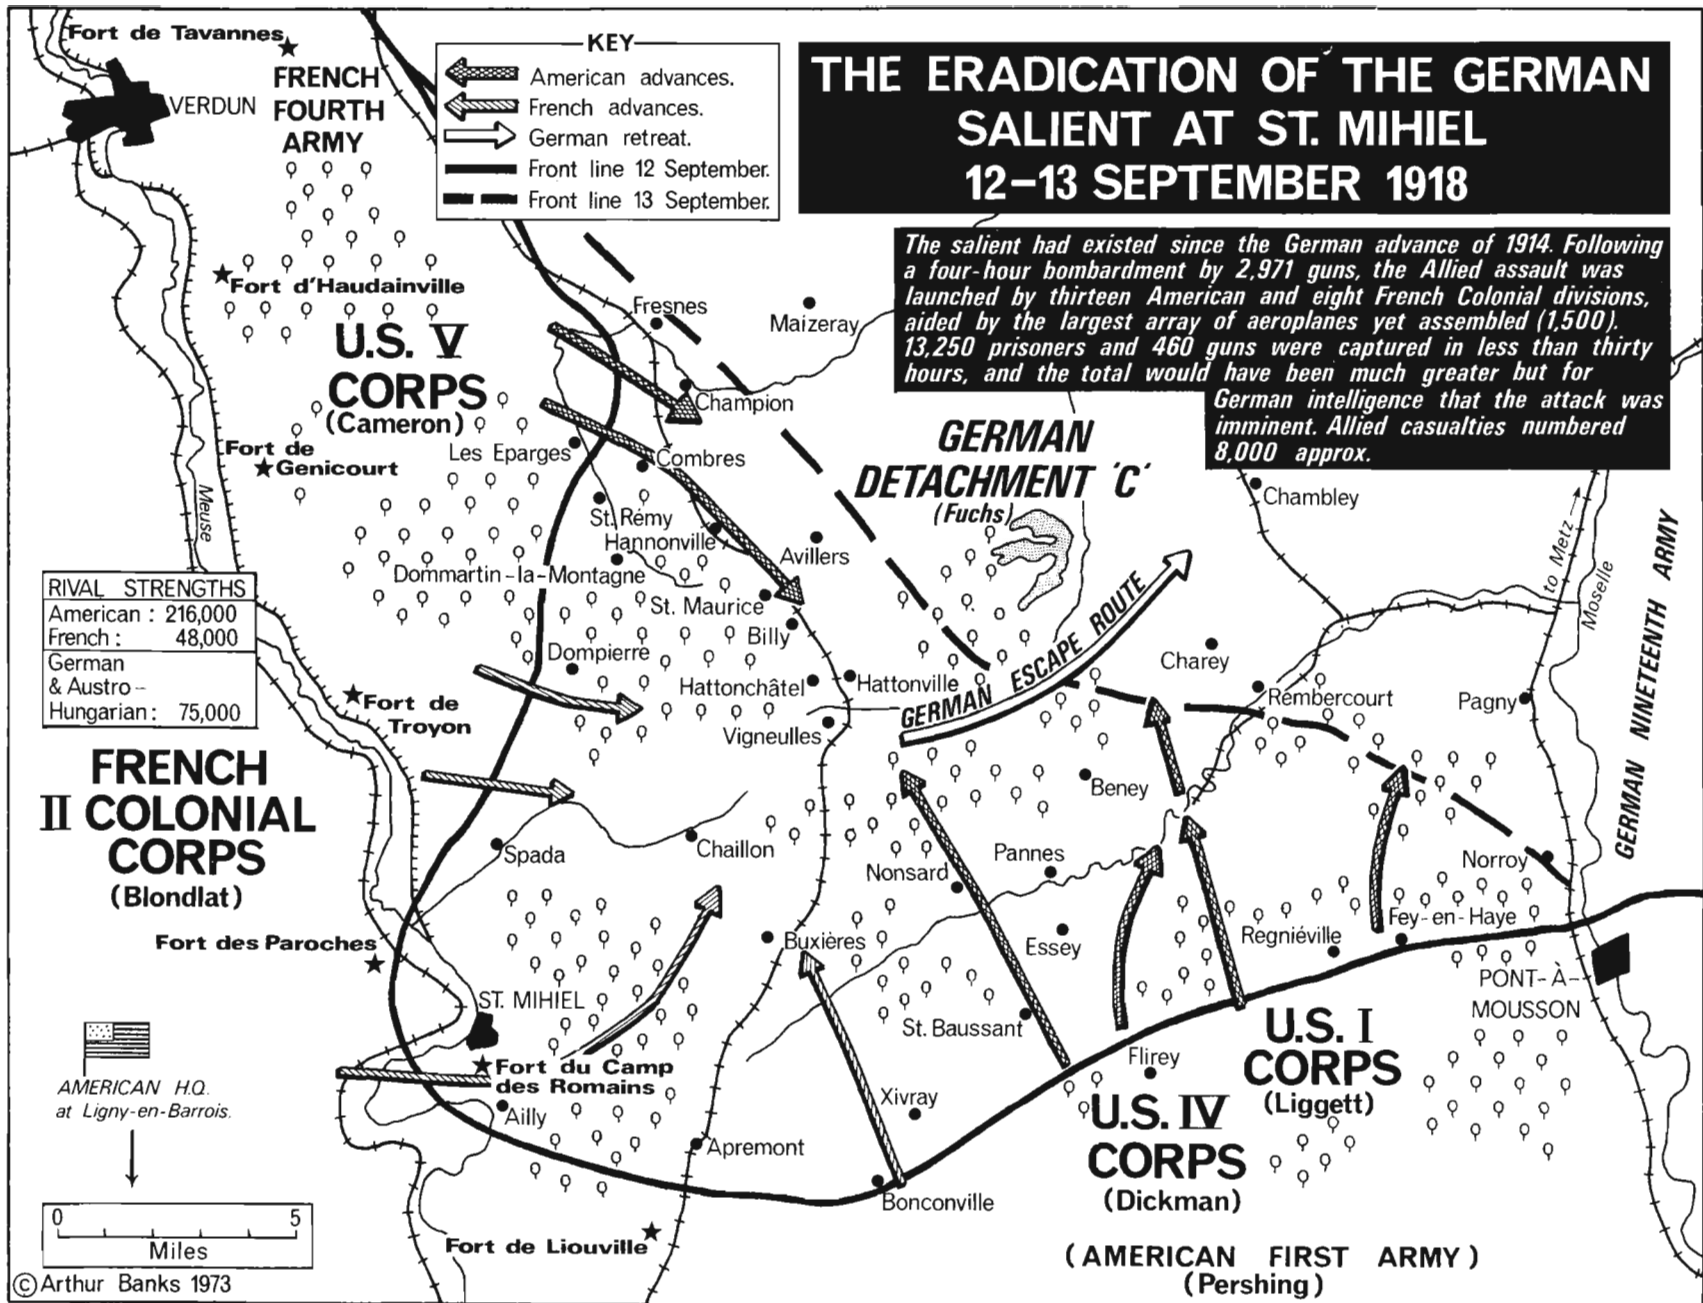 THE ERADICATION OF THE GERMAN
SALIENT AT ST. MIHIEL
12–13 SEPTEMBER 1918
The salient had existed since the German advance of 1914. Following
a four-hour bombardment by 2,971 guns, the Allied assault was
launched by thirteen American and eight French Colonial divisions,
aided by the largest array of aeroplanes yet assembled (1,500).
13,250 prisoners and 460 guns were captured in less than thirty
hours, and the total would have been much greater but for
German intelligence that the attack was
imminent. Allied casualties numbered
8,000 approx.
KEY
American advances.
French advances.
German retreat.
Front line 12 September.
Front line 13 September.
Fort de Tavannes
FRENCH
FOURTH
ARMY
VERDUN
Fort d'Haudainville
U.S. V
CORPS
(Cameron)
Fort de
Genicourt
Meuse
Fresnes
Maizeray
Champion
Les Eparges
Combres
St. Rémy
Hannonville
Avillers
Dommartin-la-Montagne
St. Maurice
Billy
Dompierre
Hattonchâtel
Hattonville
Vigneulles
GERMAN
DETACHMENT 'C'
(Fuchs)
GERMAN ESCAPE ROUTE
Chambley
to Metz
Moselle
GERMAN NINETEENTH ARMY
Charey
Rembercourt
Pagny
Beney
RIVAL STRENGTHS
American : 216,000
French : 48,000
German
& Austro –
Hungarian : 75,000
Fort de
Troyon
FRENCH
II COLONIAL
CORPS
(Blondlat)
Spada
Chaillon
Nonsard
Pannes
Norroy
Fort des Paroches
Buxières
Essey
Regniéville
Fey-en-Haye
ST. MIHIEL
St. Baussant
PONT-À-
MOUSSON
Fort du Camp
des Romains
Ailly
Flirey
U.S. I
CORPS
(Liggett)
Xivray
U.S. IV
CORPS
(Dickman)
Apremont
Bonconville
AMERICAN H.Q.
at Ligny-en-Barrois.
0 5
Miles
Fort de Liouville
(AMERICAN FIRST ARMY)
(Pershing)
© Arthur Banks 1973